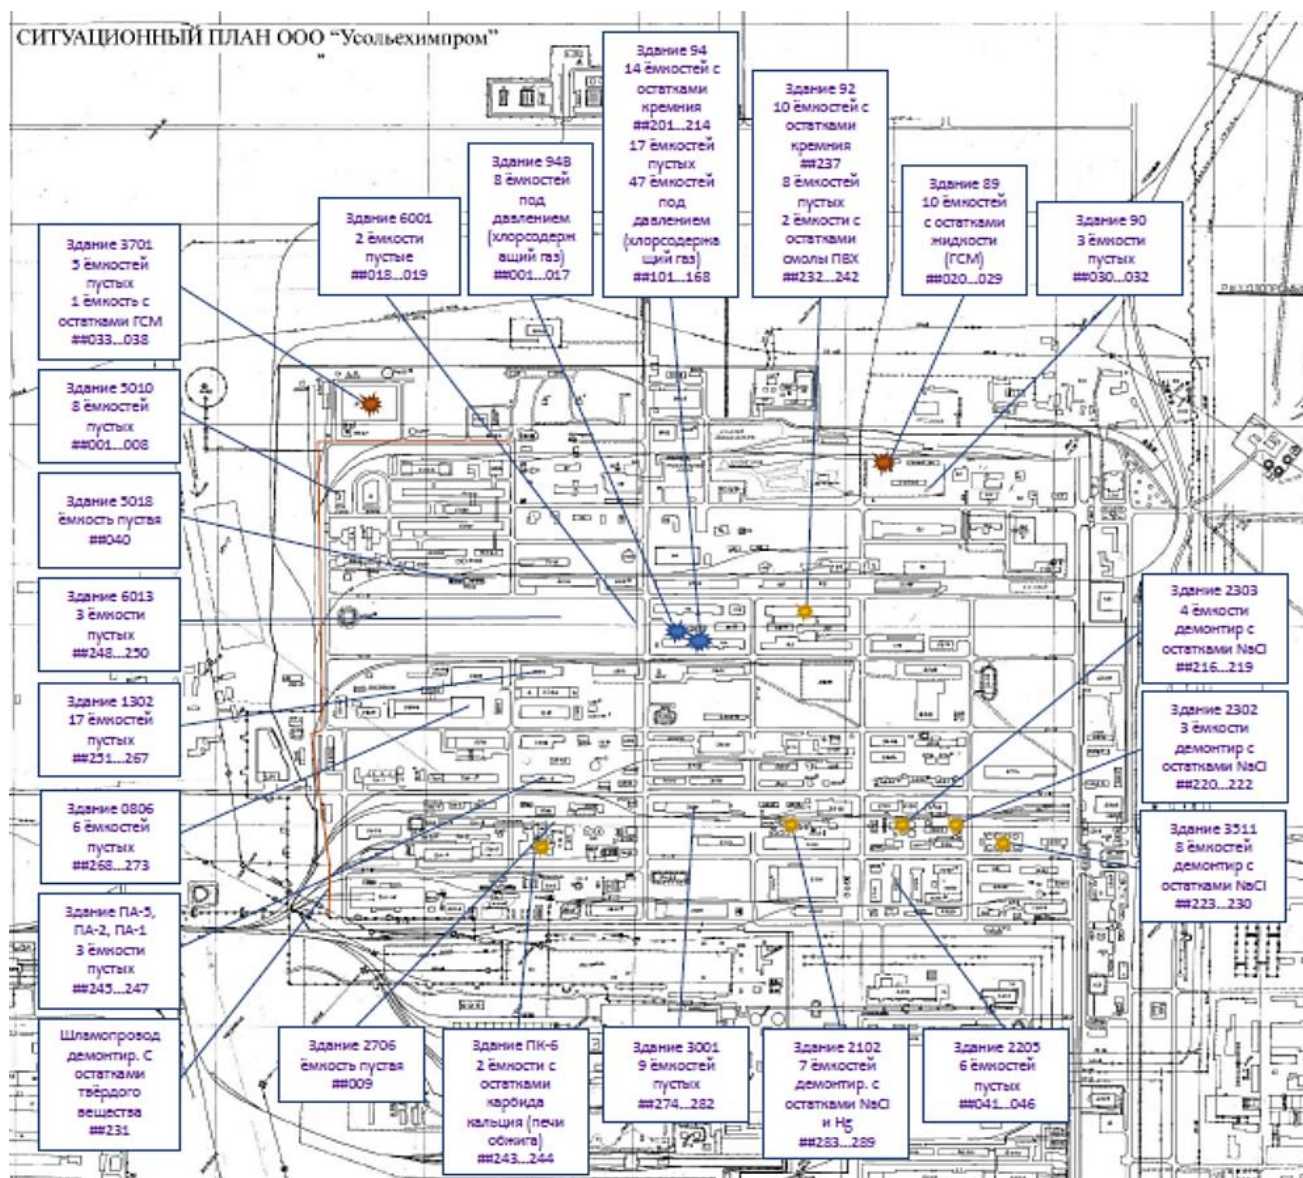 СИТУАЦИОННЫЙ ПЛАН ООО “Усольехимпром”
”
Здание 94
14 ёмкостей с
остатками
кремния
##201...214
17 ёмкостей
пустых
47 ёмкостей
под
давлением
(хлорсодержа
щий газ)
##101...168
Здание 92
10 ёмкостей с
остатками
кремния
##237
8 ёмкостей
пустых
2 ёмкости с
остатками
смолы ПВХ
##232...242
Здание 94В
8 ёмкостей
под
давлением
(хлорсодерж
ащий газ)
##001...017
Здание 89
10 ёмкостей
с остатками
жидкости
(ГСМ)
##020...029
Здание 6001
2 ёмкости
пустые
##018...019
Здание 90
3 ёмкости
пустых
##030...032
Здание 3701
5 ёмкостей
пустых
1 ёмкость с
остатками ГСМ
##033...038
Здание 5010
8 ёмкостей
пустых
##001...008
Здание 5018
ёмкость пустая
##040
Здание 6013
3 ёмкости
пустых
##248...250
Здание 1302
17 ёмкостей
пустых
##251...267
Здание 0806
6 ёмкостей
пустых
##268...273
Здание ПА-5,
ПА-2, ПА-1
3 ёмкости
пустых
##245...247
Шламопровод
демонтир. С
остатками
твёрдого
вещества
##231
Здание 2303
4 ёмкости
демонтир с
остатками NaCl
##216...219
Здание 2302
3 ёмкости
демонтир с
остатками NaCl
##220...222
Здание 3511
8 ёмкостей
демонтир с
остатками NaCl
##223...230
Здание 2706
ёмкость пустая
##009
Здание ПК-6
2 ёмкости с
остатками
карбида
кальция (печи
обжига)
##243...244
Здание 3001
9 ёмкостей
пустых
##274...282
Здание 2102
7 ёмкостей
демонтир. с
остатками NaCl
и Hg
##283...289
Здание 2205
6 ёмкостей
пустых
##041...046